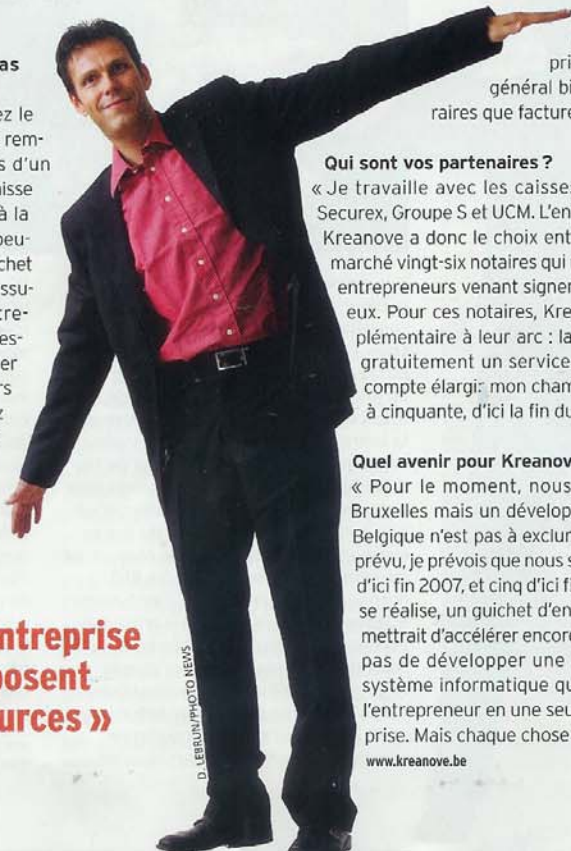 as
ez le
rem-
s d'un
isse
à la
peu-
chet
ssu-
tre-
es-
er
rs
z
ntreprise
posent
urces »
D. LEBRUN/PHOTO NEWS
pri
général bi
raires que facture
Qui sont vos partenaires ?
« Je travaille avec les caisses
Securex, Groupe S et UCM. L'en
Kreanove a donc le choix ent
marché vingt-six notaires qui
entrepreneurs venant signer
eux. Pour ces notaires, Kre
plémentaire à leur arc : la
gratuitement un service
compte élargir mon cham
à cinquante, d'ici la fin du
Quel avenir pour Kreanov
« Pour le moment, nous
Bruxelles mais un dévelop
Belgique n'est pas à exclur
prévu, je prévois que nous s
d'ici fin 2007, et cinq d'ici fi
se réalise, un guichet d'en
mettrait d'accélérer encor
pas de développer une
système informatique qu
l'entrepreneur en une seu
prise. Mais chaque chose
www.kreanove.be